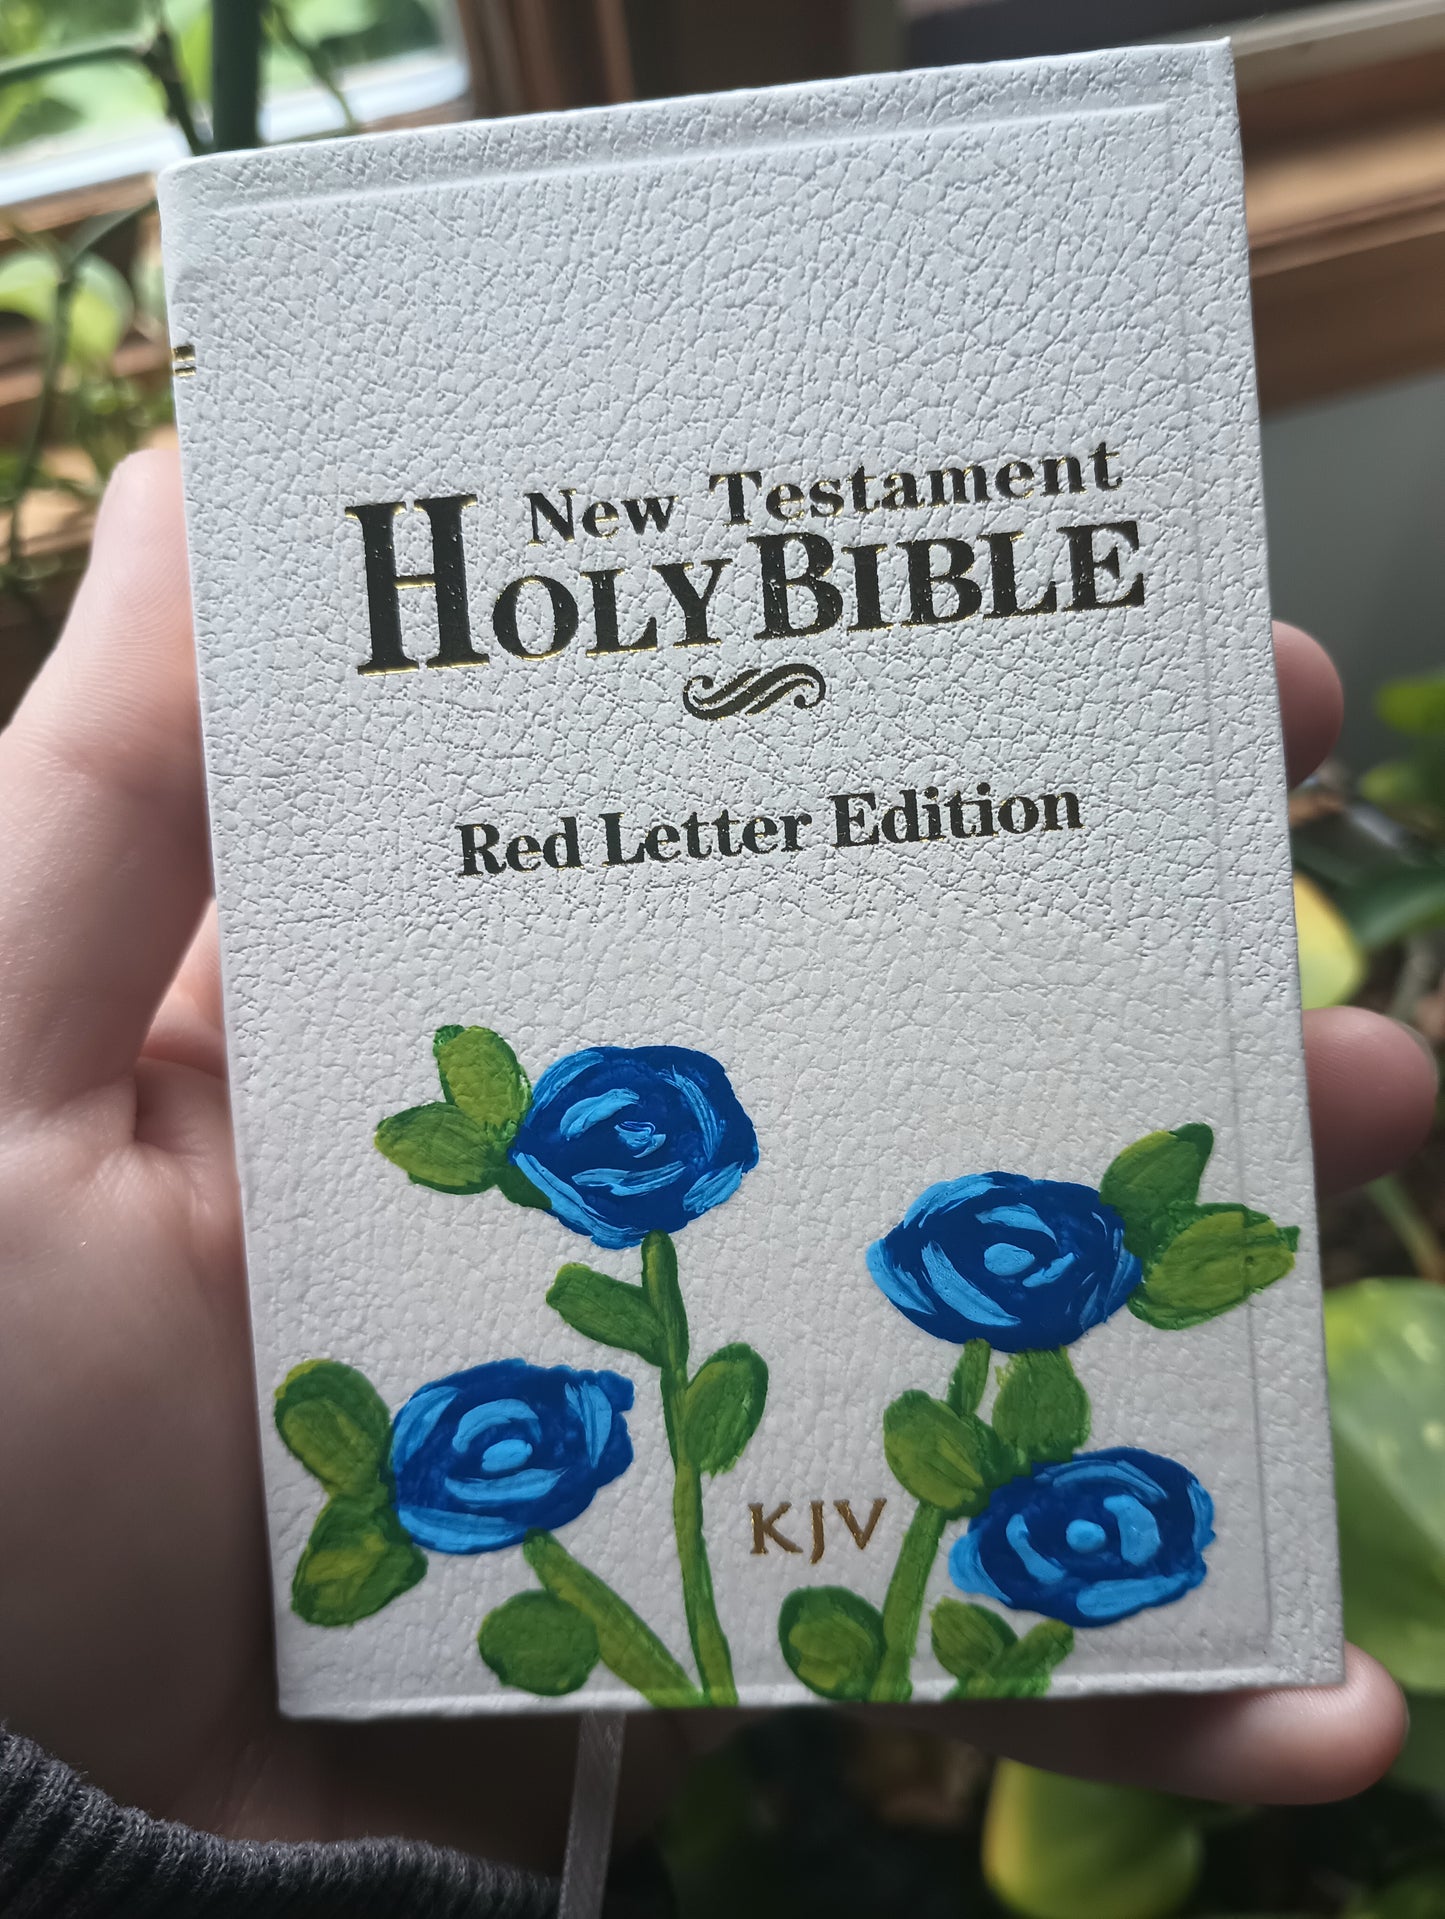 New Testament
HOLY BIBLE
Red Letter Edition
KJV